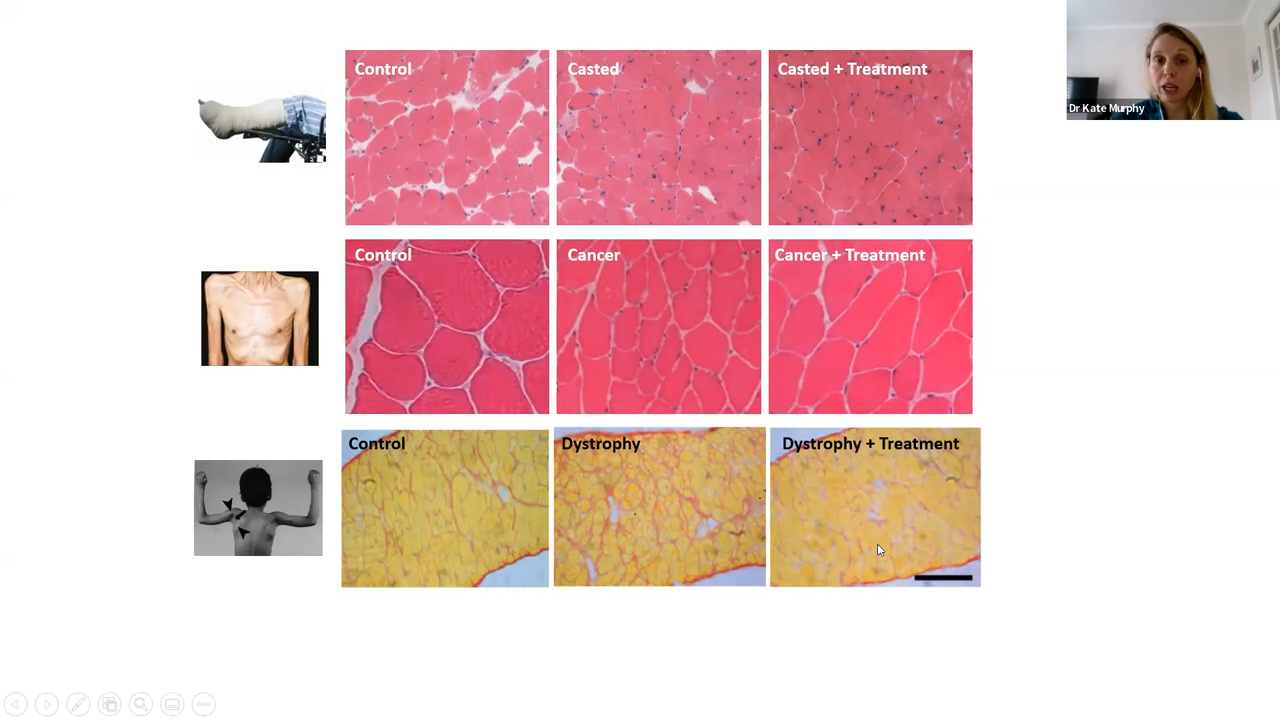 Control
Casted
Casted + Treatment
Dr Kate Murphy
Control
Cancer
Cancer + Treatment
Control
Dystrophy
Dystrophy + Treatment